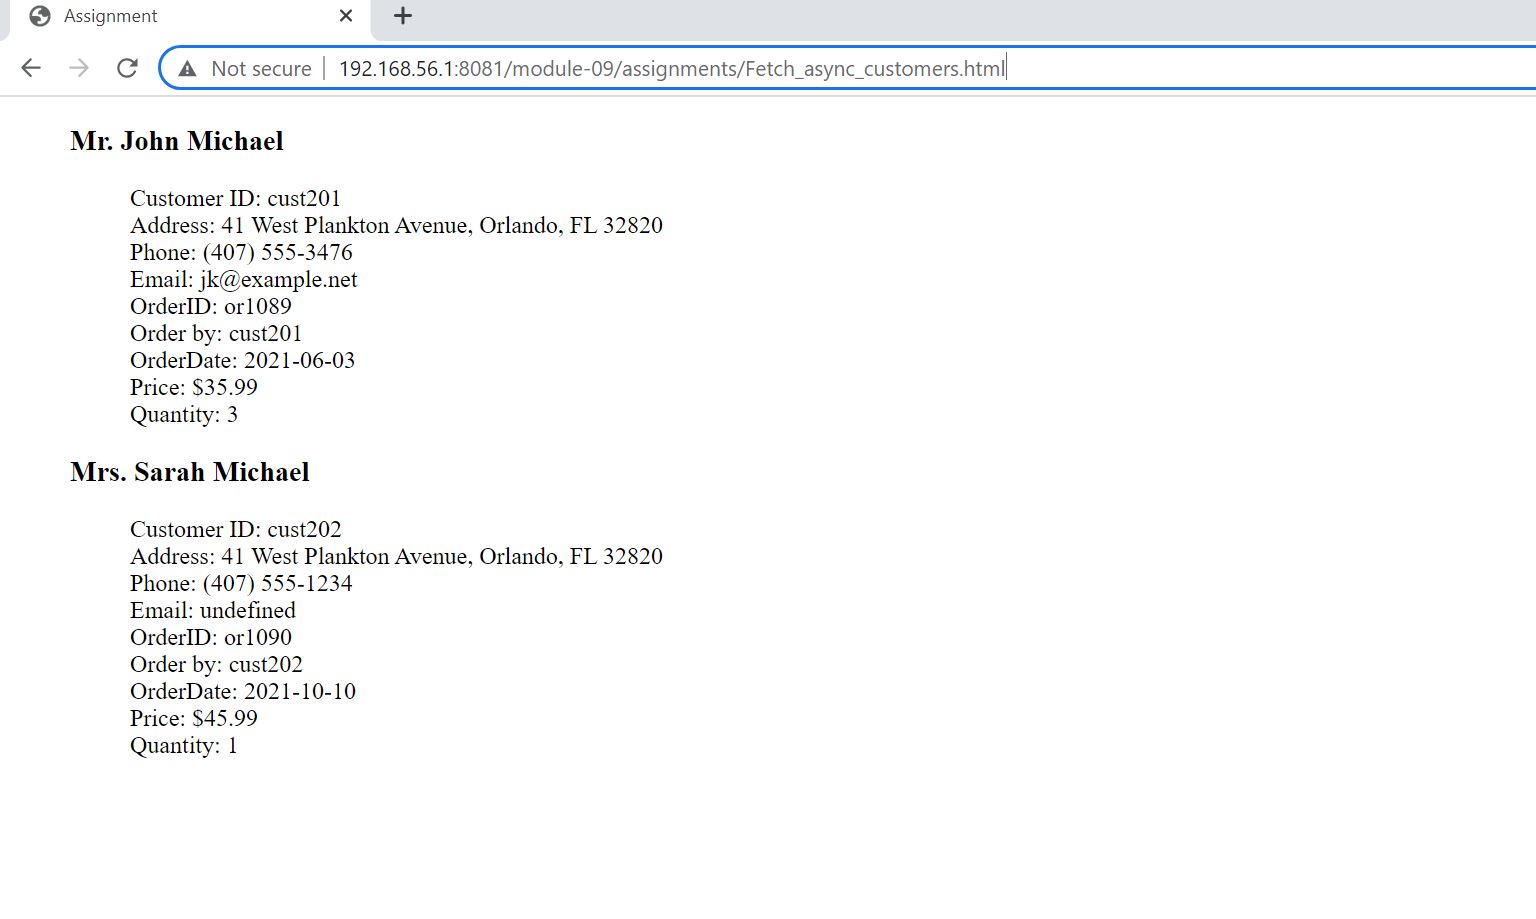 Assignment
Not secure 192.168.56.1:8081/module-09/assignments/Fetch_async_customers.html
Mr. John Michael
Customer ID: cust201
Address: 41 West Plankton Avenue, Orlando, FL 32820
Phone: (407) 555-3476
Email: jk@example.net
OrderID: or1089
Order by: cust201
OrderDate: 2021-06-03
Price: $35.99
Quantity: 3
Mrs. Sarah Michael
Customer ID: cust202
Address: 41 West Plankton Avenue, Orlando, FL 32820
Phone: (407) 555-1234
Email: undefined
OrderID: or1090
Order by: cust202
OrderDate: 2021-10-10
Price: $45.99
Quantity: 1